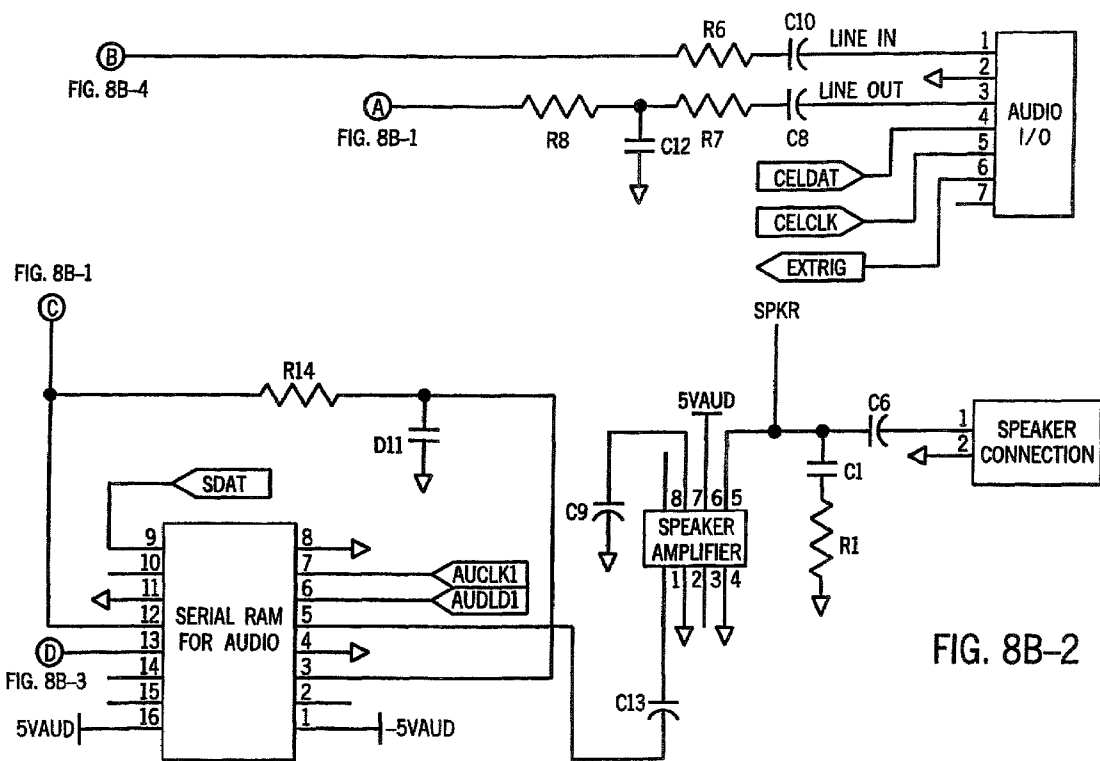 C10
R6
LINE IN
1
B
FIG. 8B-4
2
LINE OUT
3
A
FIG. 8B-1
R8
C12
R7
C8
4
5
6
7
AUDIO
I/O
CELDAT
CELCLK
EXTRIG
FIG. 8B-1
C
SPKR
R14
D11
5VAUD
C6
1
2
SPEAKER
CONNECTION
C1
R1
C9
8 7 6 5
SPEAKER
AMPLIFIER
1 2 3 4
SDAT
9
10
11
12
13
14
15
16
SERIAL RAM
FOR AUDIO
8
7
6
5
4
3
2
1
AUCLK1
AUDLD1
D
FIG. 8B-3
5VAUD
-5VAUD
C13
FIG. 8B-2